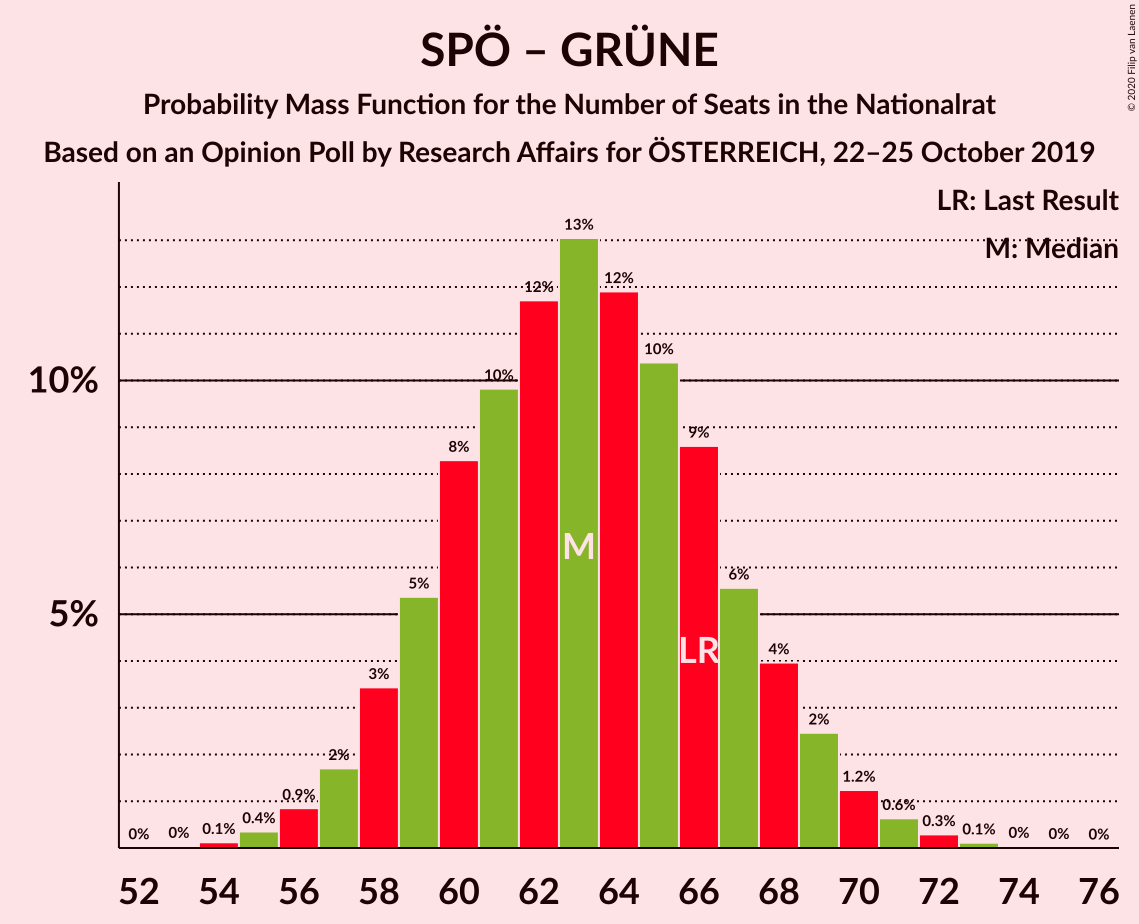 SPÖ – GRÜNE
Probability Mass Function for the Number of Seats in the Nationalrat
Based on an Opinion Poll by Research Affairs for ÖSTERREICH, 22–25 October 2019
© 2020 Filip van Laenen
LR: Last Result
M: Median
10%
5%
0% 0% 0.1% 0.4% 0.9% 2% 3% 5% 8% 10% 12% 13% 12% 10% 9% 6% 4% 2% 1.2% 0.6% 0.3% 0.1% 0% 0% 0%
M
LR
52 54 56 58 60 62 64 66 68 70 72 74 76